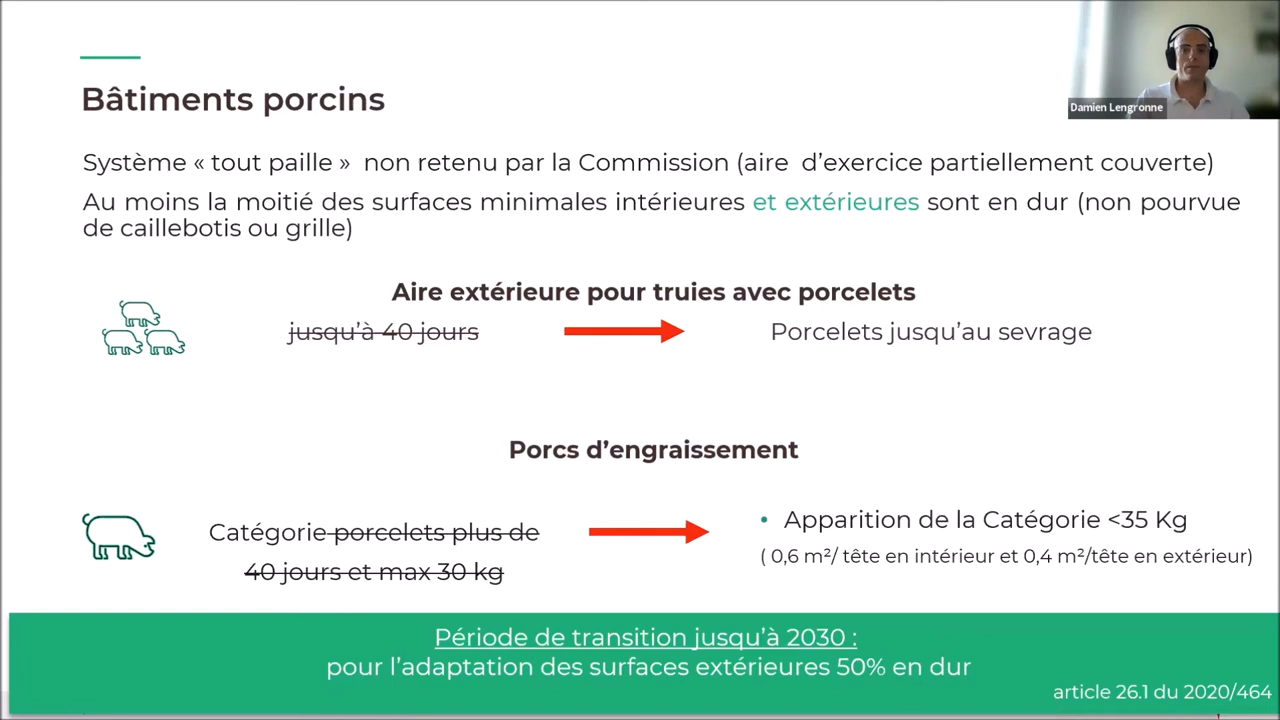 Damien Lengronne
Bâtiments porcins
Système « tout paille » non retenu par la Commission (aire d’exercice partiellement couverte)
Au moins la moitié des surfaces minimales intérieures et extérieures sont en dur (non pourvue
de caillebotis ou grille)
Aire extérieure pour truies avec porcelets
jusqu’à 40 jours
Porcelets jusqu’au sevrage
Porcs d’engraissement
Catégorie porcelets plus de
40 jours et max 30 kg
• Apparition de la Catégorie <35 Kg
( 0,6 m²/ tête en intérieur et 0,4 m²/tête en extérieur)
Période de transition jusqu’à 2030 :
pour l’adaptation des surfaces extérieures 50% en dur
article 26.1 du 2020/464